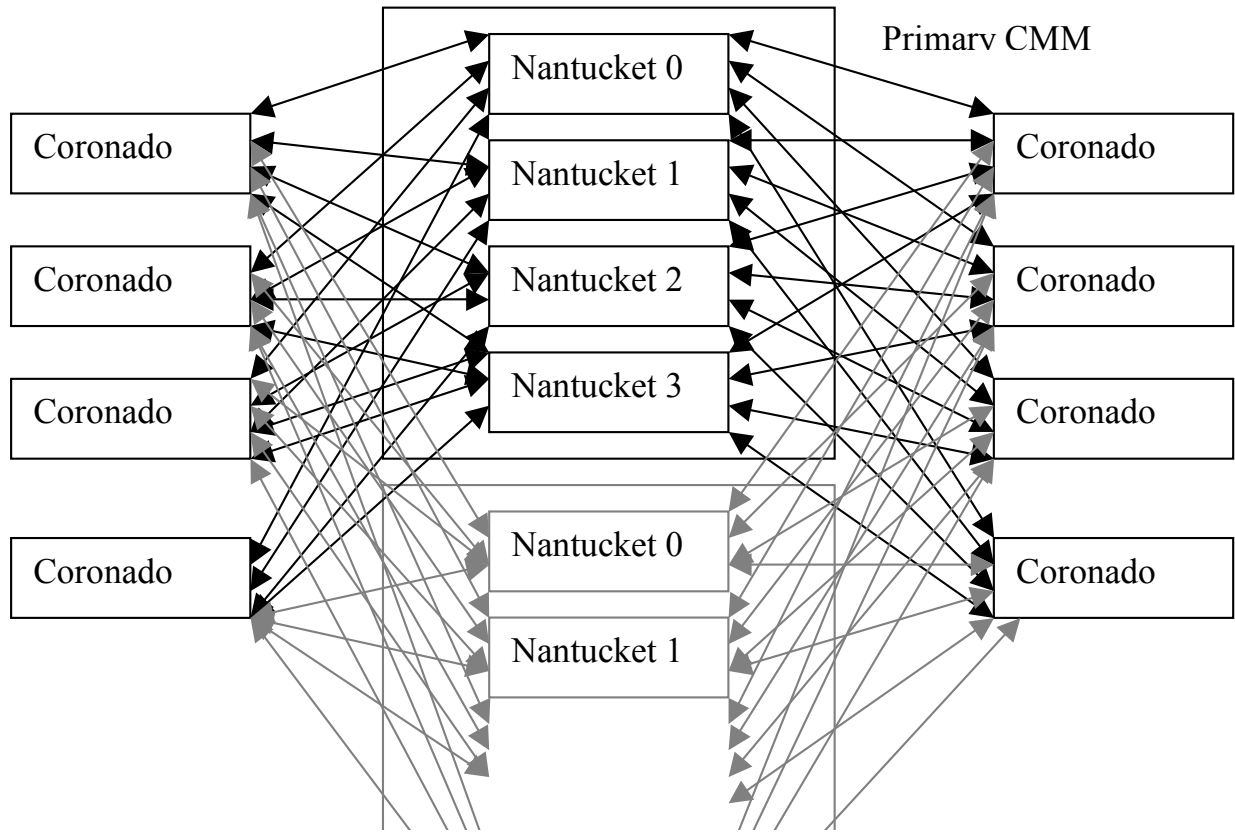 Primary CMM
Nantucket 0
Coronado
Nantucket 1
Coronado
Coronado
Nantucket 2
Coronado
Coronado
Nantucket 3
Coronado
Coronado
Nantucket 0
Coronado
Nantucket 1